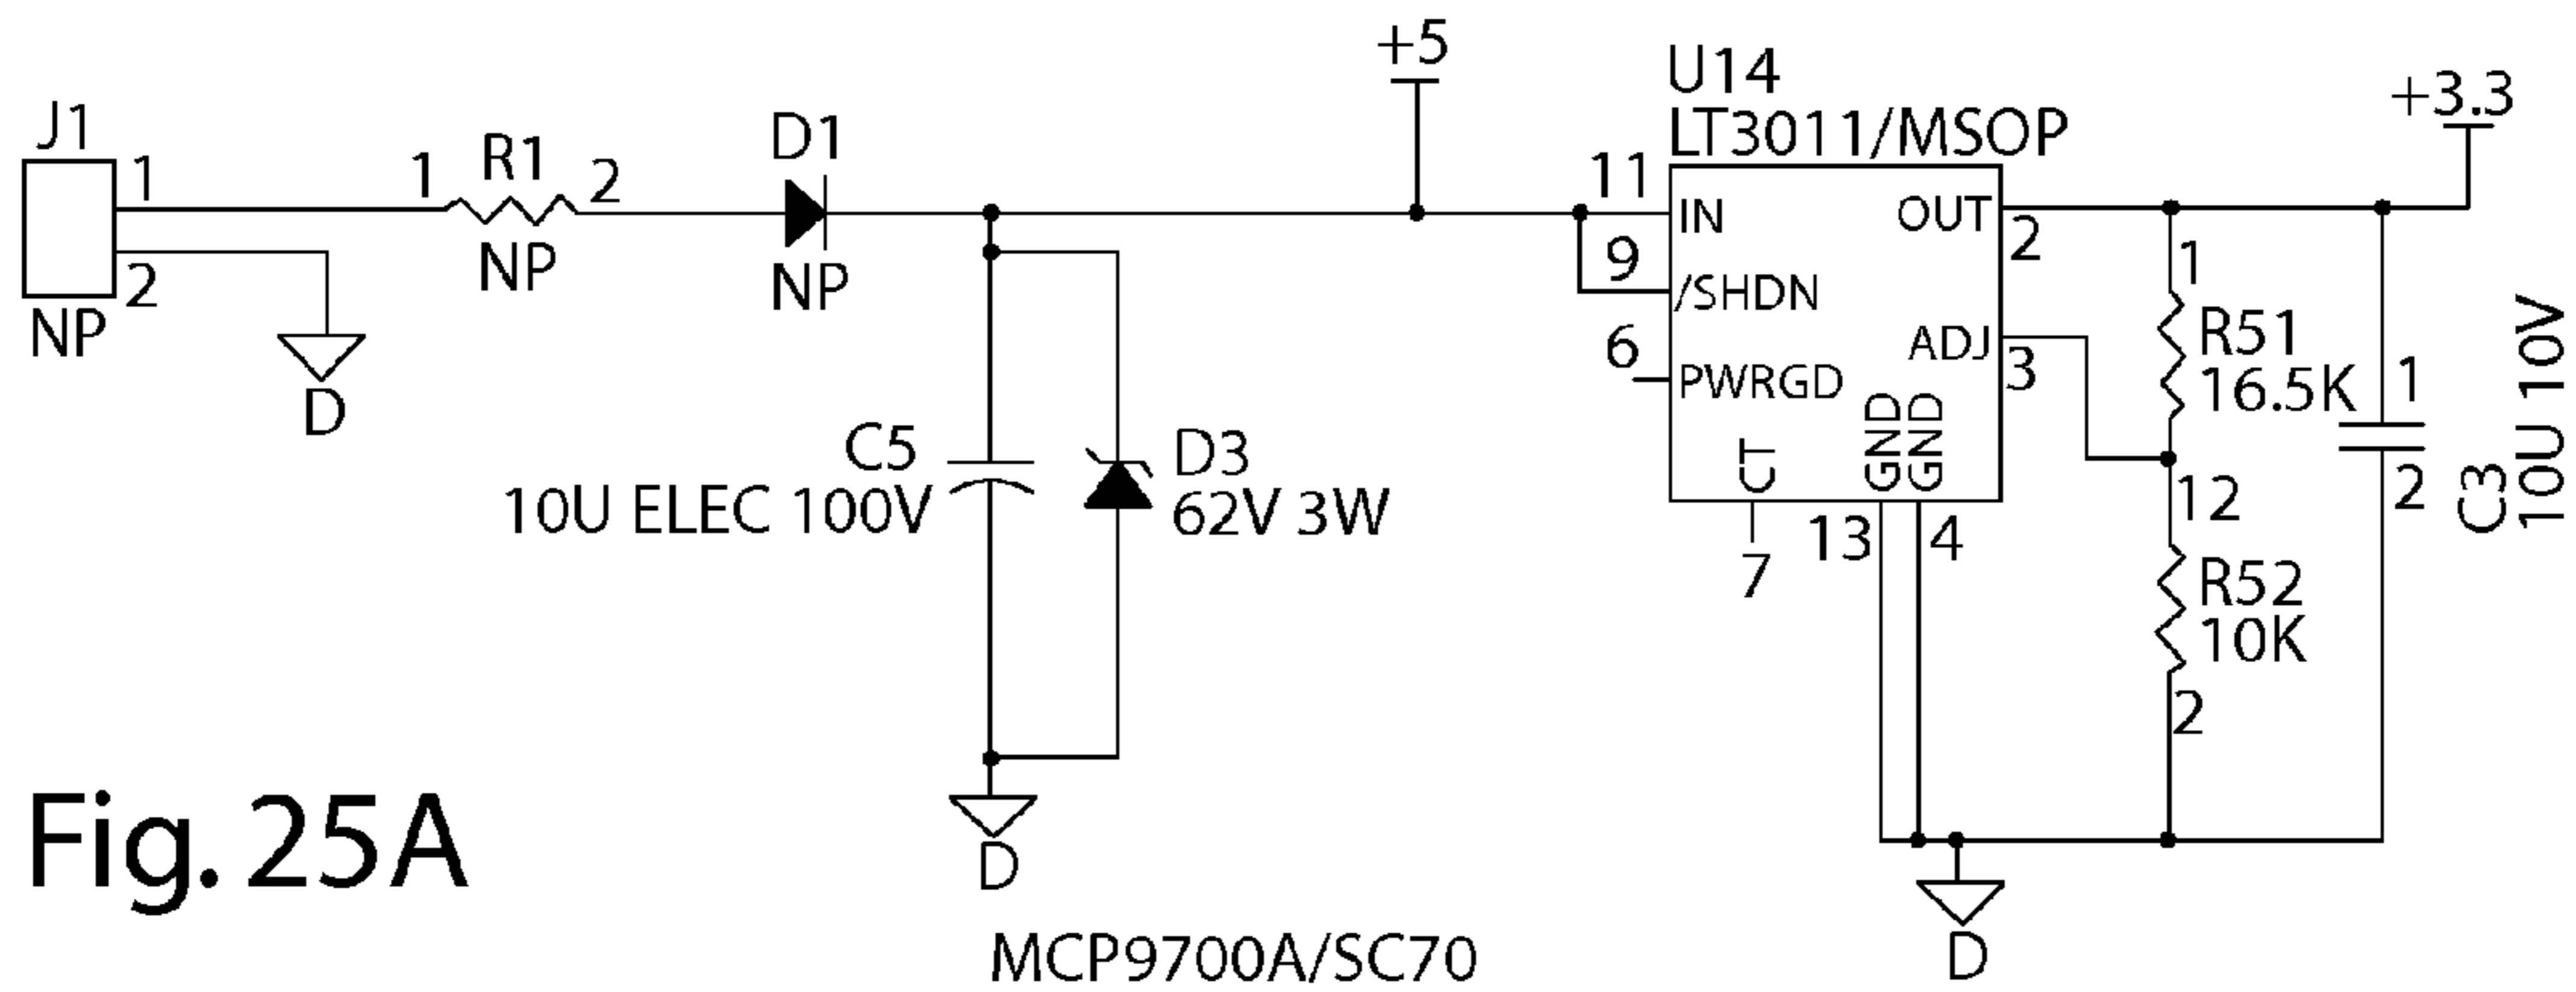 +5
U14
LT3011/MSOP
+3.3
J1
1
2
NP
D
1
R1
2
NP
D1
NP
11
IN
OUT
2
9
/SHDN
6
PWRGD
ADJ
3
CT
7
GND
GND
13
4
1
R51
16.5K
12
R52
10K
2
1
2
C3
10U 10V
C5
10U ELEC 100V
D3
62V 3W
D
D
Fig. 25A
MCP9700A/SC70